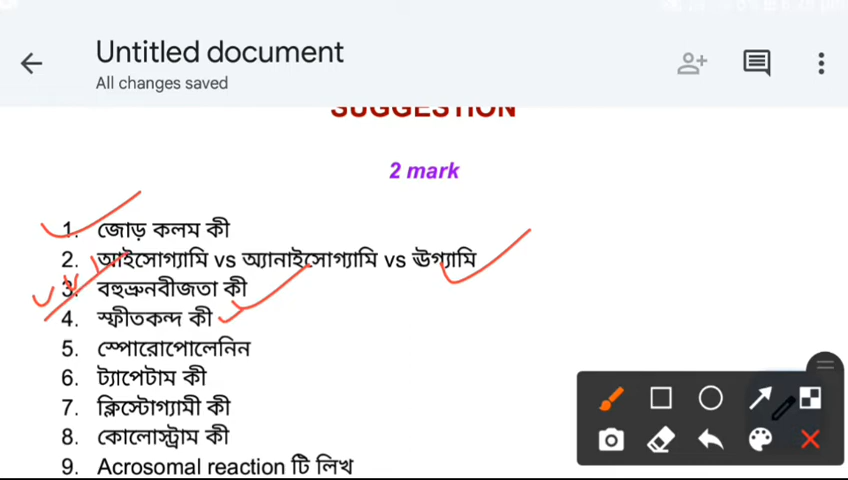 Untitled document
All changes saved
SUGGESTION
2 mark
1. জোড় কলম কী
2. আইসোগ্যামি vs অ্যানাইসোগ্যামি vs ঊগ্যামি
3. বহুভ্রুনবীজতা কী
4. স্ফীতকন্দ কী
5. স্পোরোপোলেনিন
6. ট্যাপেটাম কী
7. ক্লিস্টোগ্যামী কী
8. কোলোস্ট্রাম কী
9. Acrosomal reaction টি লিখ